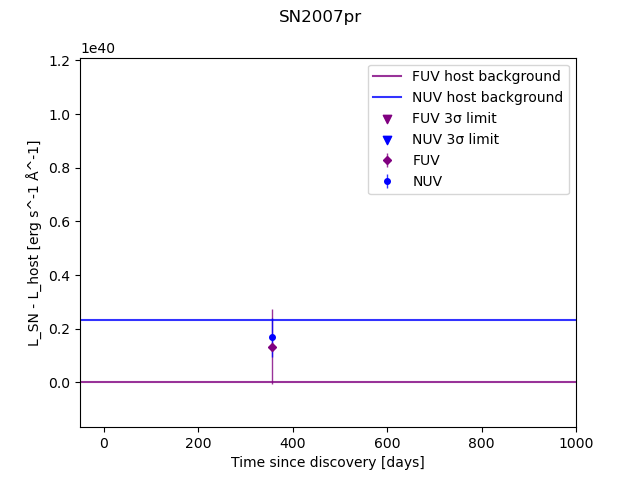 SN2007pr
1e40
1.2
1.0
0.8
0.6
0.4
0.2
0.0
L_SN - L_host [erg s^-1 Å^-1]
FUV host background
NUV host background
FUV 3σ limit
NUV 3σ limit
FUV
NUV
0 200 400 600 800 1000
Time since discovery [days]